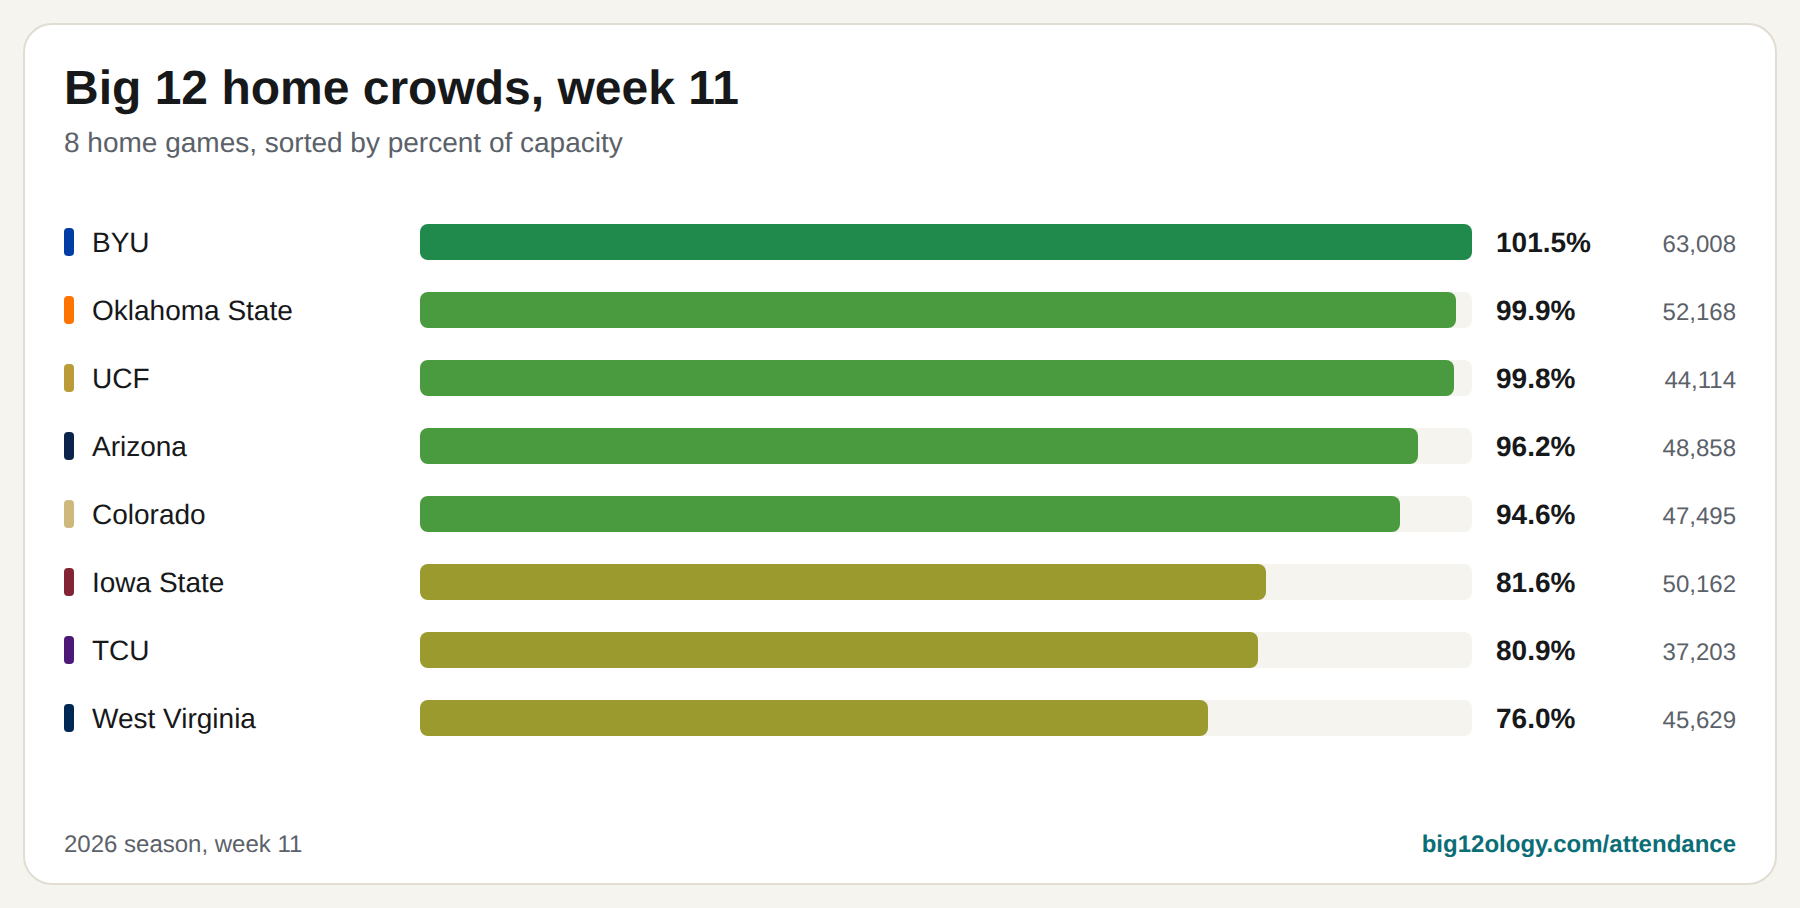 Big 12 home crowds, week 11
8 home games, sorted by percent of capacity
BYU 101.5% 63,008
Oklahoma State 99.9% 52,168
UCF 99.8% 44,114
Arizona 96.2% 48,858
Colorado 94.6% 47,495
Iowa State 81.6% 50,162
TCU 80.9% 37,203
West Virginia 76.0% 45,629
2026 season, week 11 big12ology.com/attendance